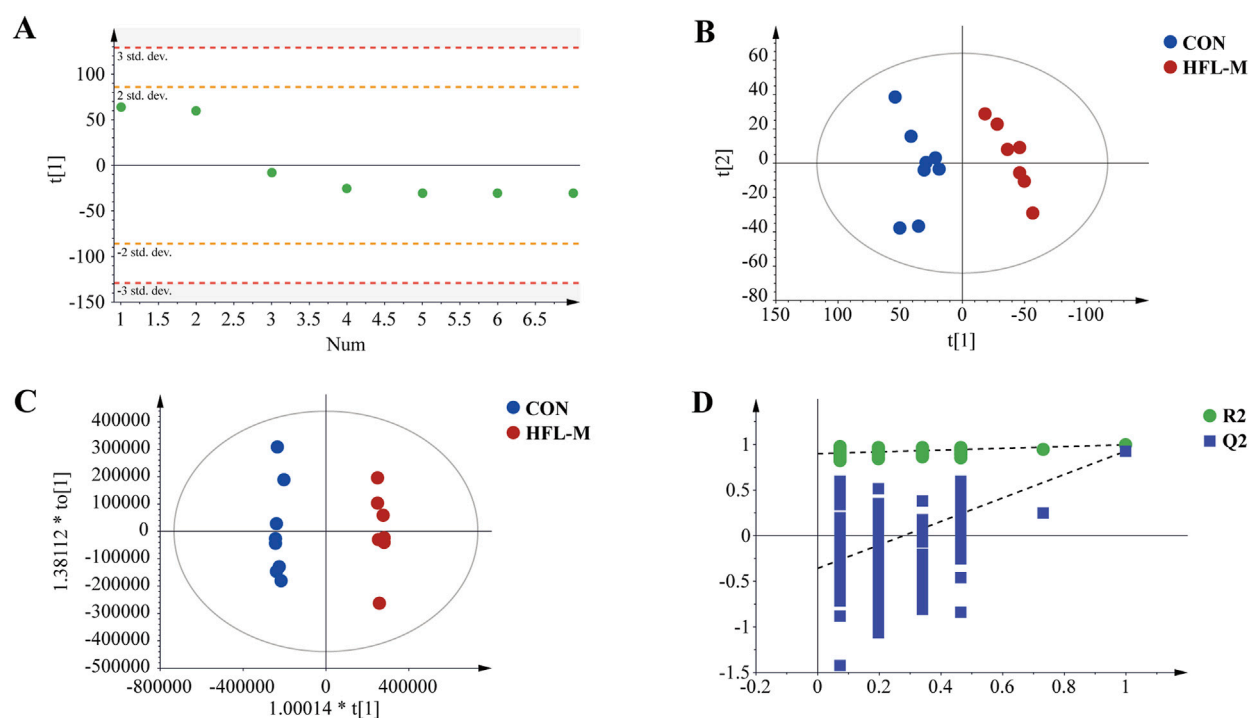 A
t[1]
100
50
0
-50
-100
-150
3 std. dev.
2 std. dev.
-2 std. dev.
-3 std. dev.
1 1.5 2 2.5 3 3.5 4 4.5 5 5.5 6 6.5
Num
B
CON
HFL-M
t[2]
60
40
20
0
-20
-40
-60
-80
150 100 50 0 -50 -100
t[1]
C
CON
HFL-M
1.38112 * to[1]
400000
300000
200000
100000
0
-100000
-200000
-300000
-400000
-500000
-800000 -400000 0 400000
1.00014 * t[1]
D
R2
Q2
1
0.5
0
-0.5
-1
-1.5
-0.2 0 0.2 0.4 0.6 0.8 1